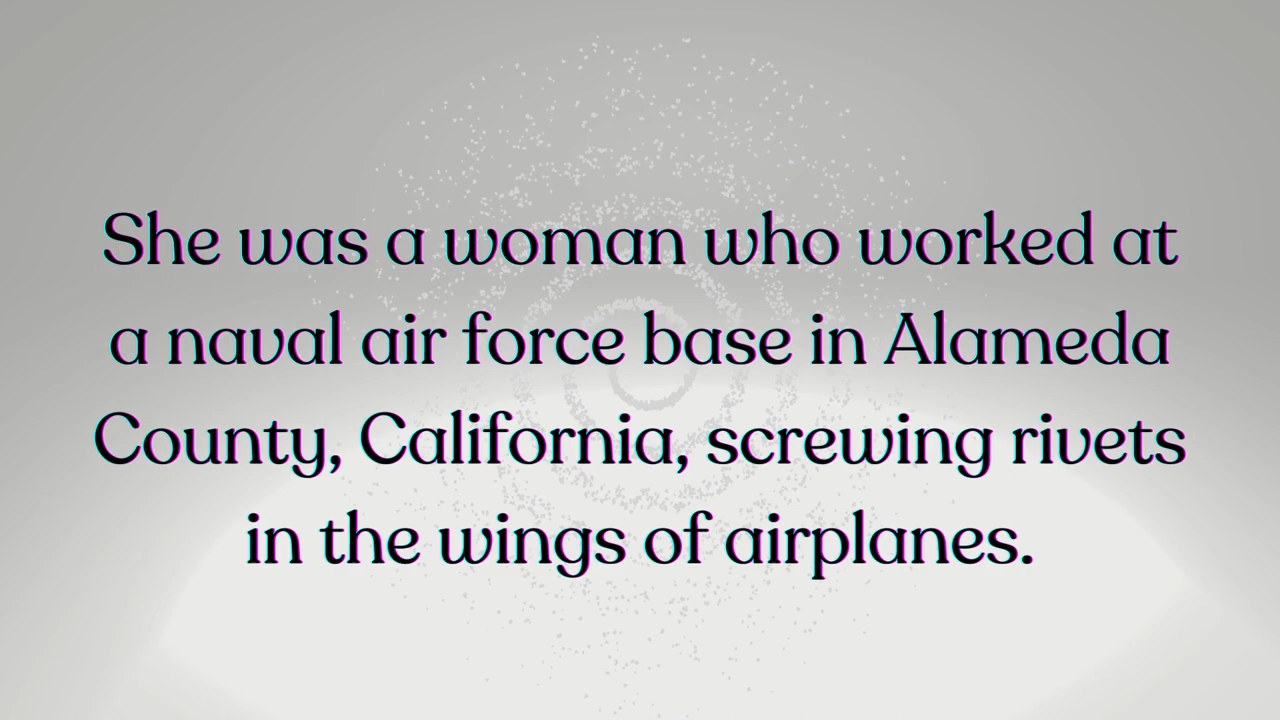 She was a woman who worked at
a naval air force base in Alameda
County, California, screwing rivets
in the wings of airplanes.